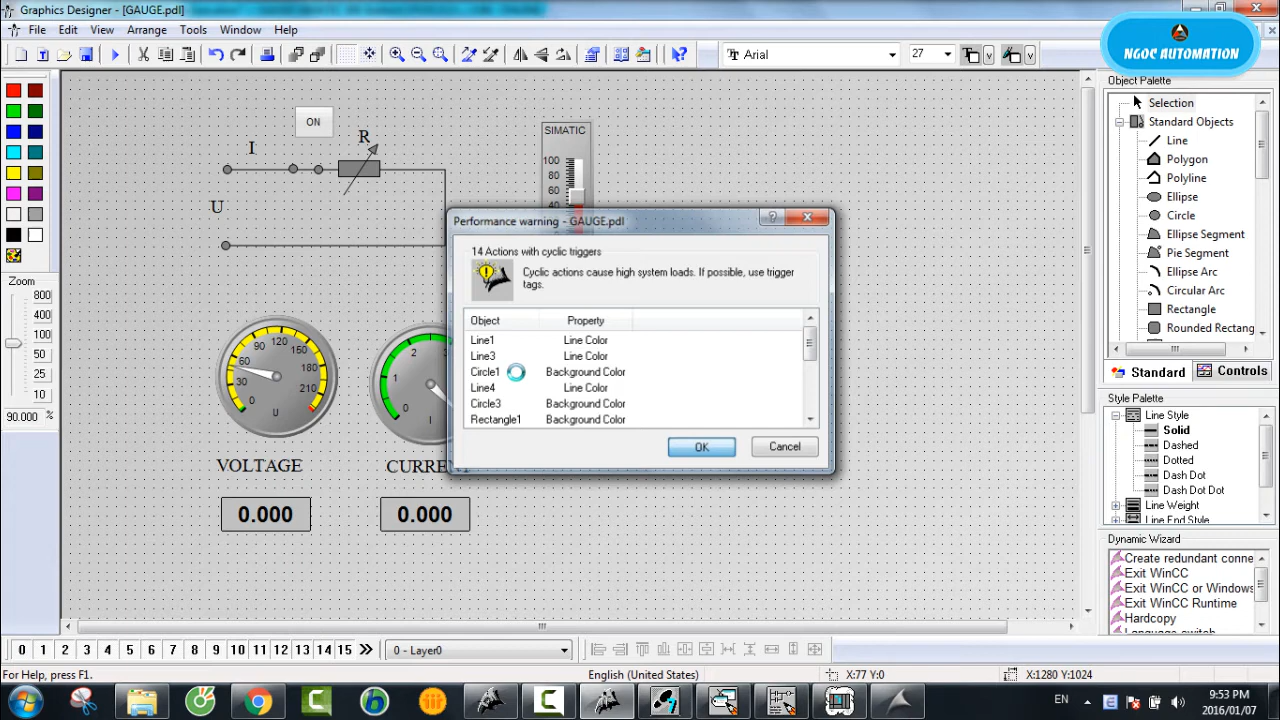 Graphics Designer - [GAUGE.pdl]
NGOC AUTOMATION
File Edit View Arrange Tools Window Help
Arial
27
Object Palette
Selection
Standard Objects
Line
Polygon
Polyline
Ellipse
Circle
Ellipse Segment
Pie Segment
Ellipse Arc
Circular Arc
Rectangle
Rounded Rectang
Standard
Controls
Style Palette
Line Style
Solid
Dashed
Dotted
Dash Dot
Dash Dot Dot
Line Weight
Line End Style
Dynamic Wizard
Create redundant conne
Exit WinCC
Exit WinCC or Windows
Exit WinCC Runtime
Hardcopy
Language switch
Zoom
800
400
100
50
25
10
90.000 %
ON
I
R
U
SIMATIC
100
80
60
40
Performance warning - GAUGE.pdl
14 Actions with cyclic triggers
Cyclic actions cause high system loads. If possible, use trigger
tags.
Object Property
Line1 Line Color
Line3 Line Color
Circle1 Background Color
Line4 Line Color
Circle3 Background Color
Rectangle1 Background Color
OK
Cancel
0
30
60
90
120
150
180
210
U
0
1
2
3
I
VOLTAGE
CURRENT
0.000
0.000
0 1 2 3 4 5 6 7 8 9 10 11 12 13 14 15
0 - Layer0
For Help, press F1.
English (United States)
X:77 Y:0
X:1280 Y:1024
EN
9:53 PM
2016/01/07